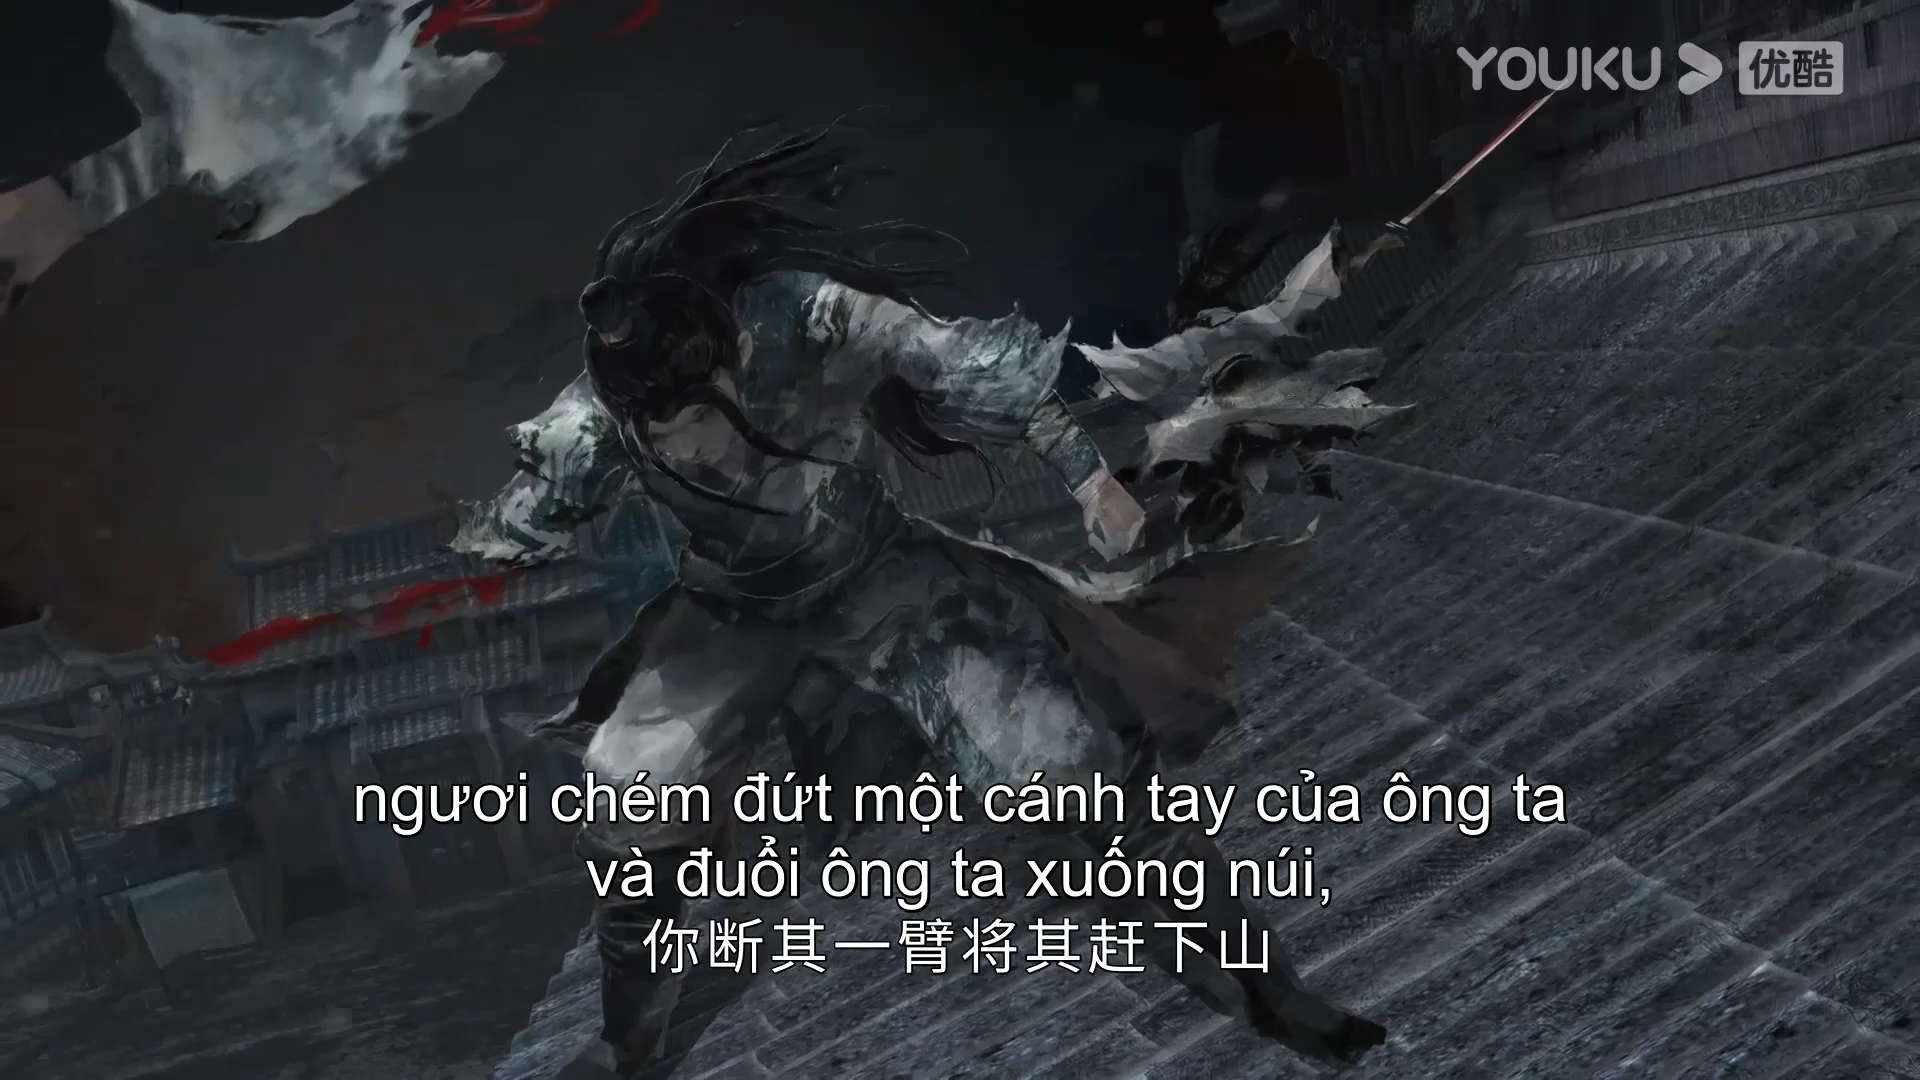 YOUKU 优酷
ngươi chém đứt một cánh tay của ông ta
và đuổi ông ta xuống núi,
你断其一臂将其赶下山